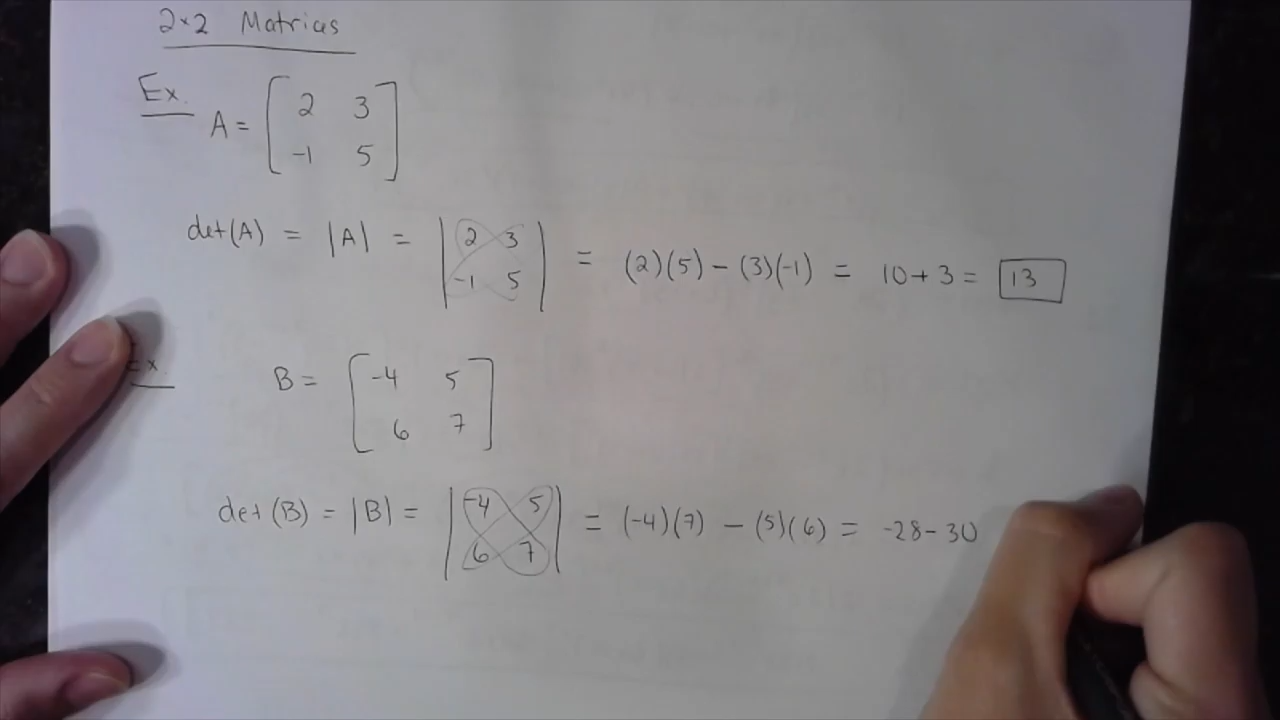 2×2 Matrices
Ex.
A = [ 2 3
-1 5 ]
det(A) = |A| = | 2 3
-1 5 | = (2)(5) - (3)(-1) = 10 + 3 = 13
Ex.
B = [ -4 5
6 7 ]
det(B) = |B| = | -4 5
6 7 | = (-4)(7) - (5)(6) = -28 - 30